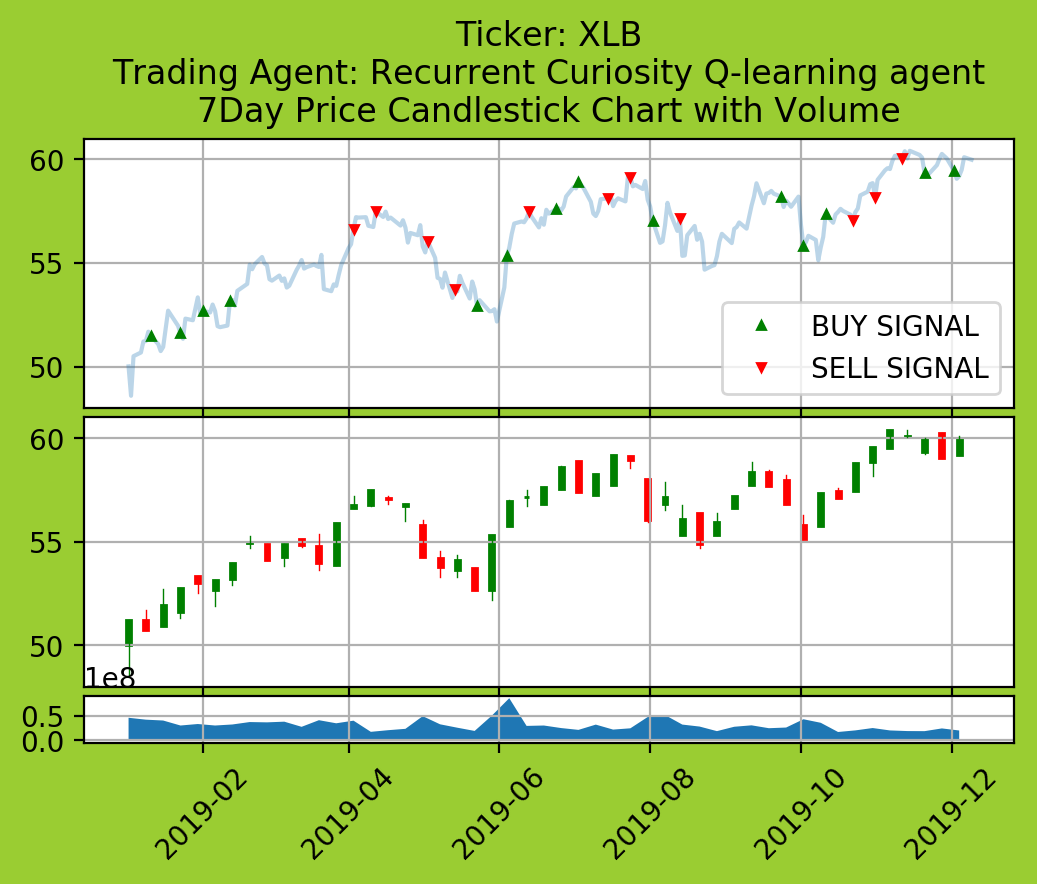 Ticker: XLB
Trading Agent: Recurrent Curiosity Q-learning agent
7Day Price Candlestick Chart with Volume
60
55
50
BUY SIGNAL
SELL SIGNAL
60
55
50
1e8
0.5
0.0
2019-02
2019-04
2019-06
2019-08
2019-10
2019-12